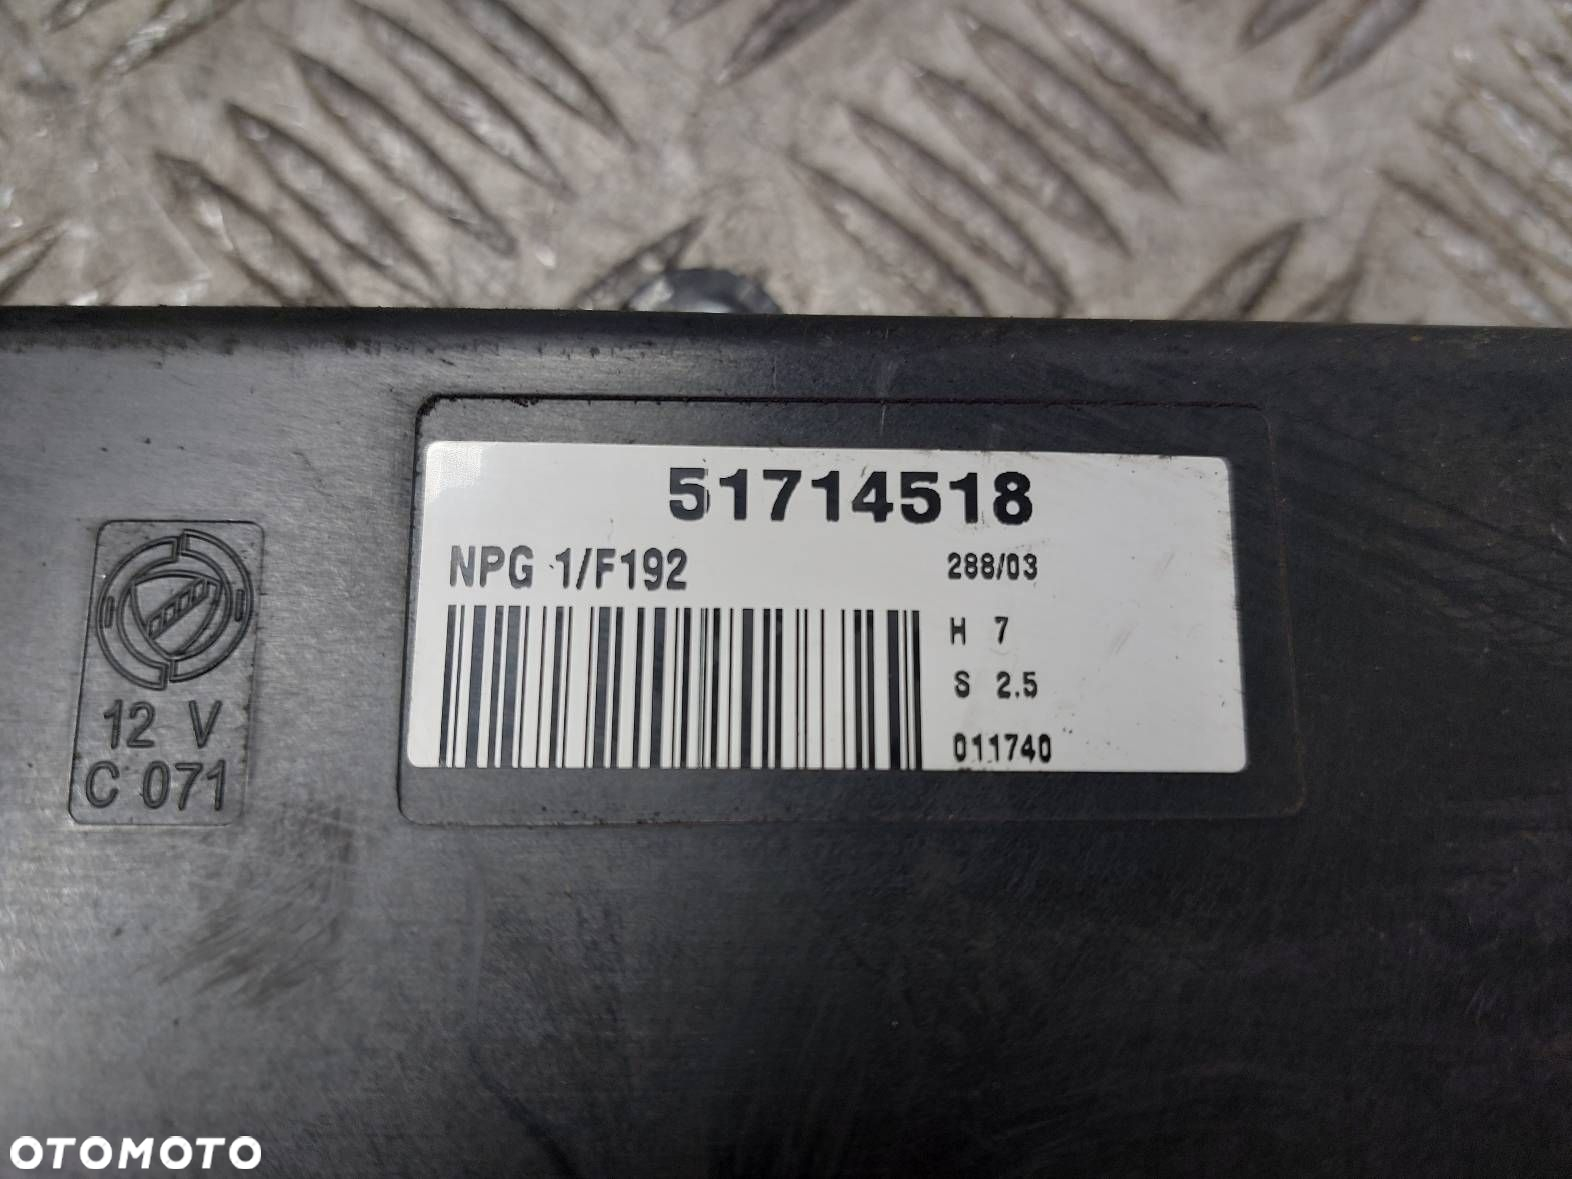 51714518
NPG 1/F192
288/03
H 7
S 2.5
011740
12 V
C 071
OTOMOTO